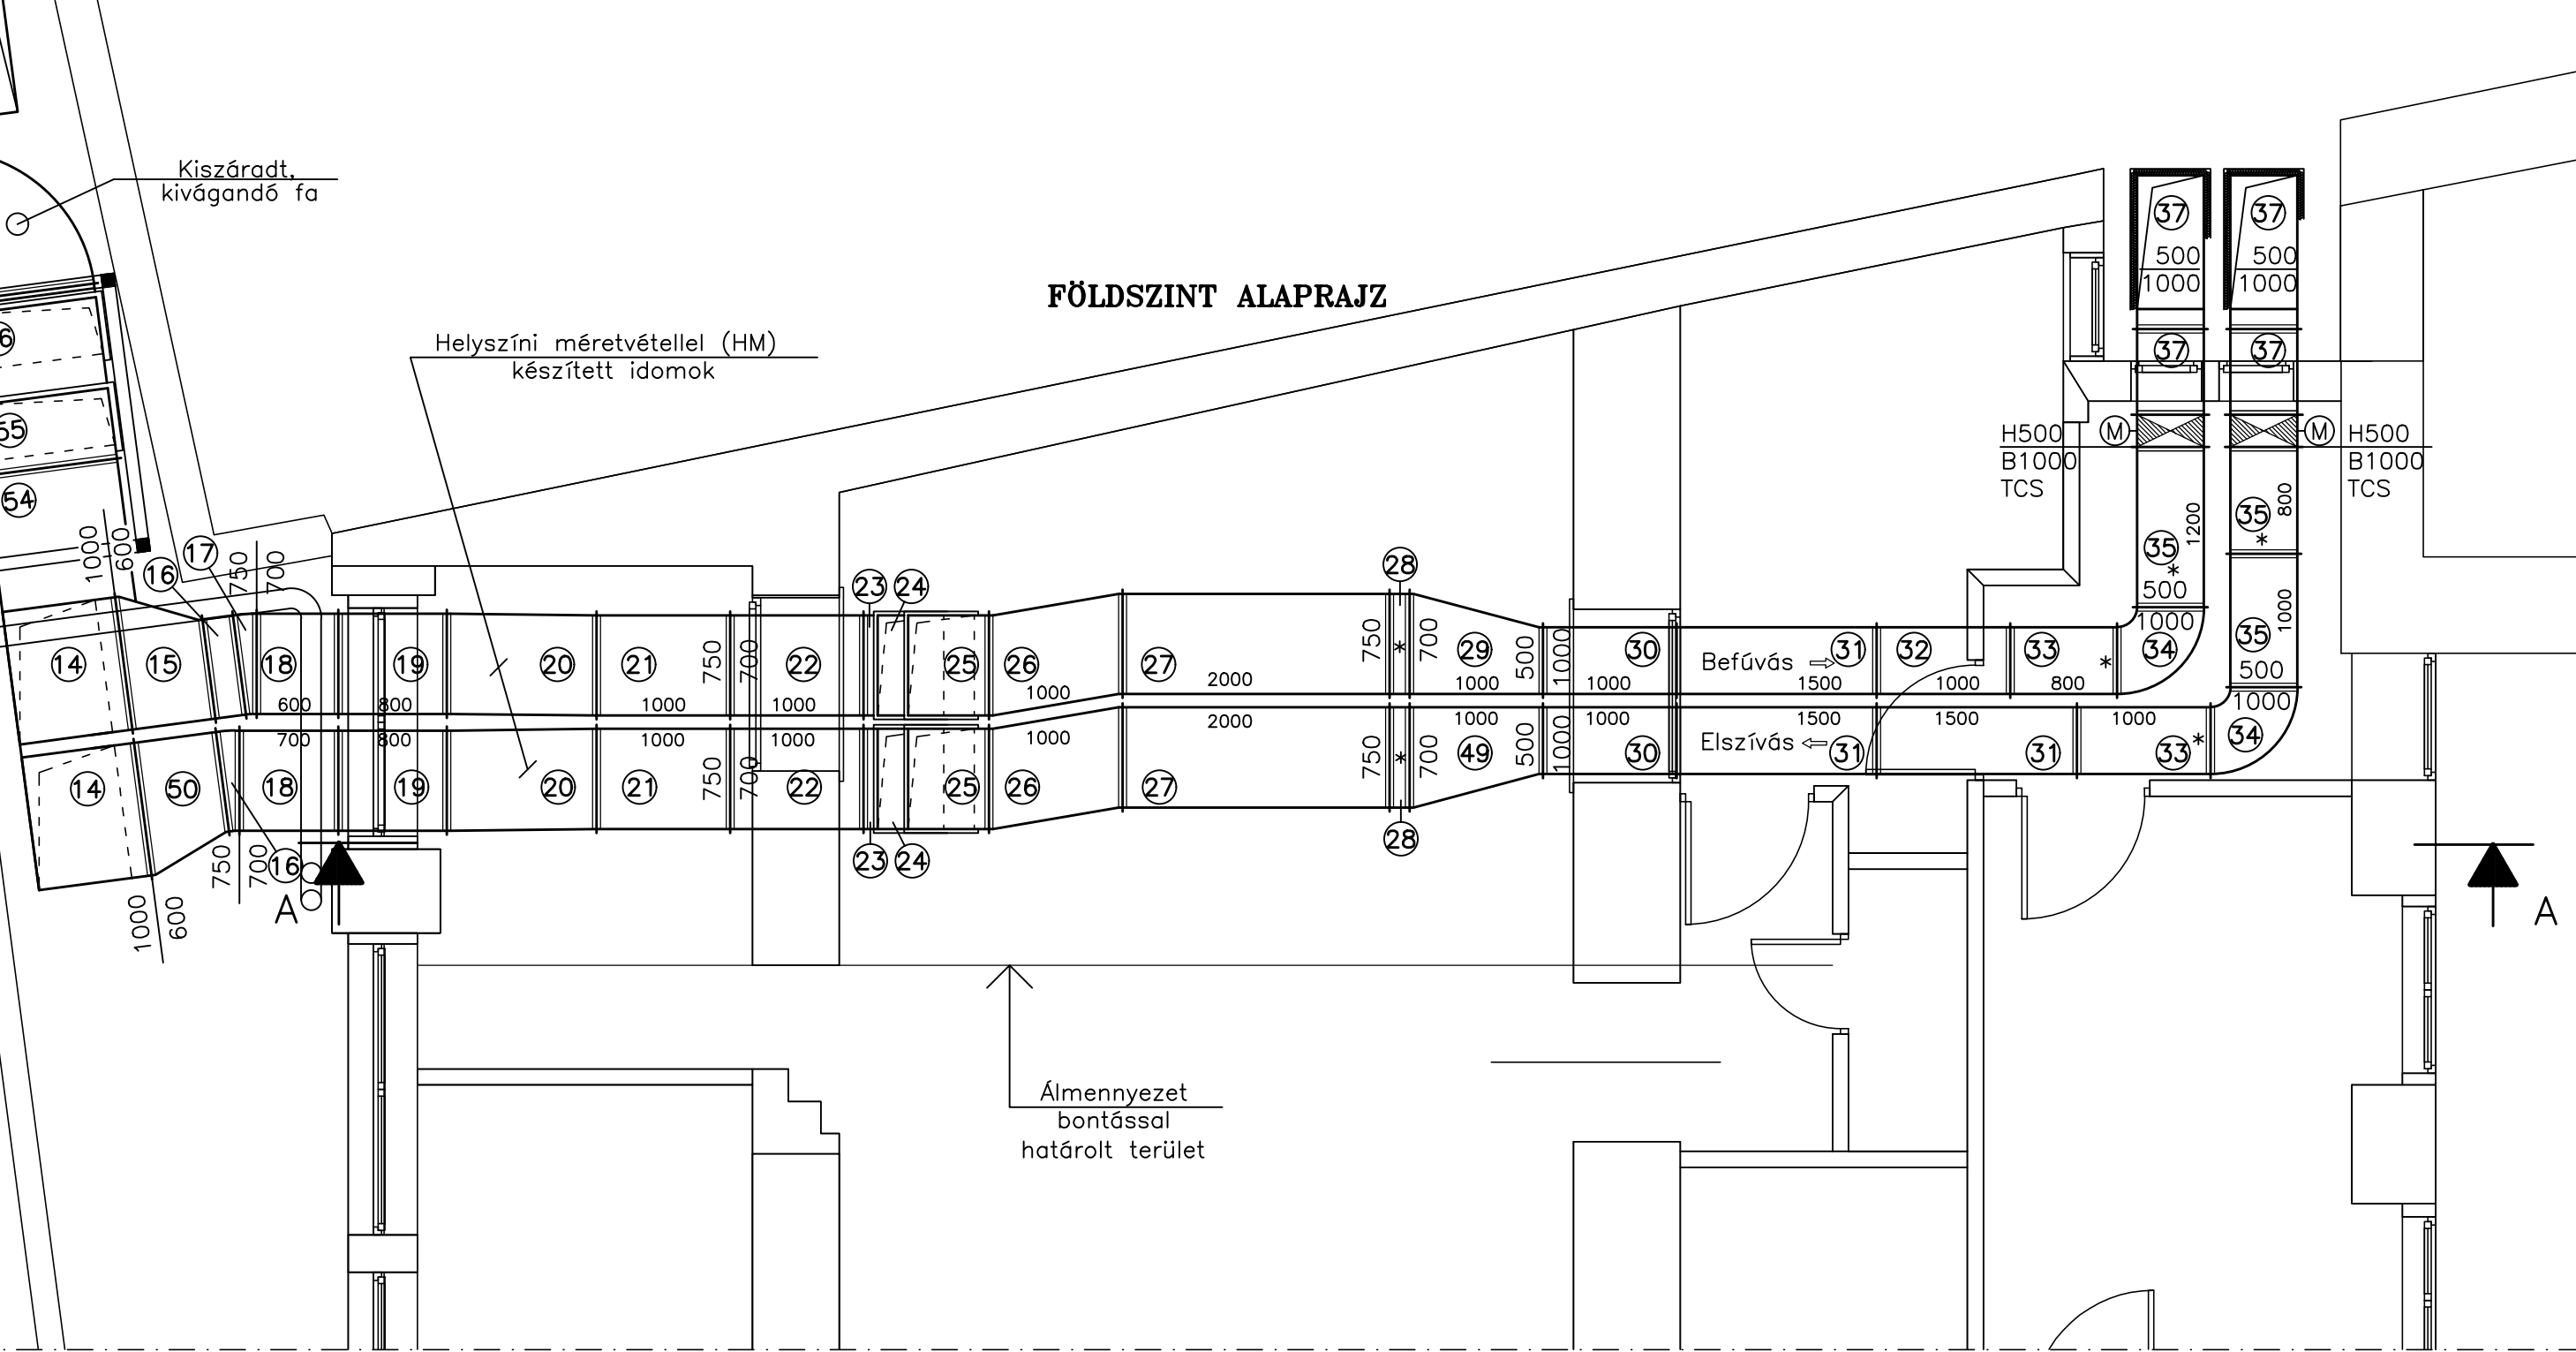 Kiszáradt,
kivágandó fa
FÖLDSZINT ALAPRAJZ
Helyszíni méretvétellel (HM)
készített idomok
37 37
500 500
1000 1000
37 37
H500 M M H500
B1000 B1000
TCS TCS
55
54
1000
600
16
17
750
700
1200
800
35 *
35 *
500
1000
1000
35
500
1000
23 24
28
14 15 18 19 20 21
750
700
22 25 26 27
750
*
700
29
500
1000
30
Befúvás ⇨
31 32 33 * 34
600 800 1000 1000 1000 2000 1000 1000 1500 1000 800
700 800 1000 1000 1000 2000 1000 1000 1500 1500 1000
14 50 18 19 20 21
750
700
22 25 26 27
750
*
700
49
500
1000
30
Elszívás ⇦
31 31 33 * 34
23 24
28
750
700
16
1000
600
A A
Álmennyezet
bontással
határolt terület